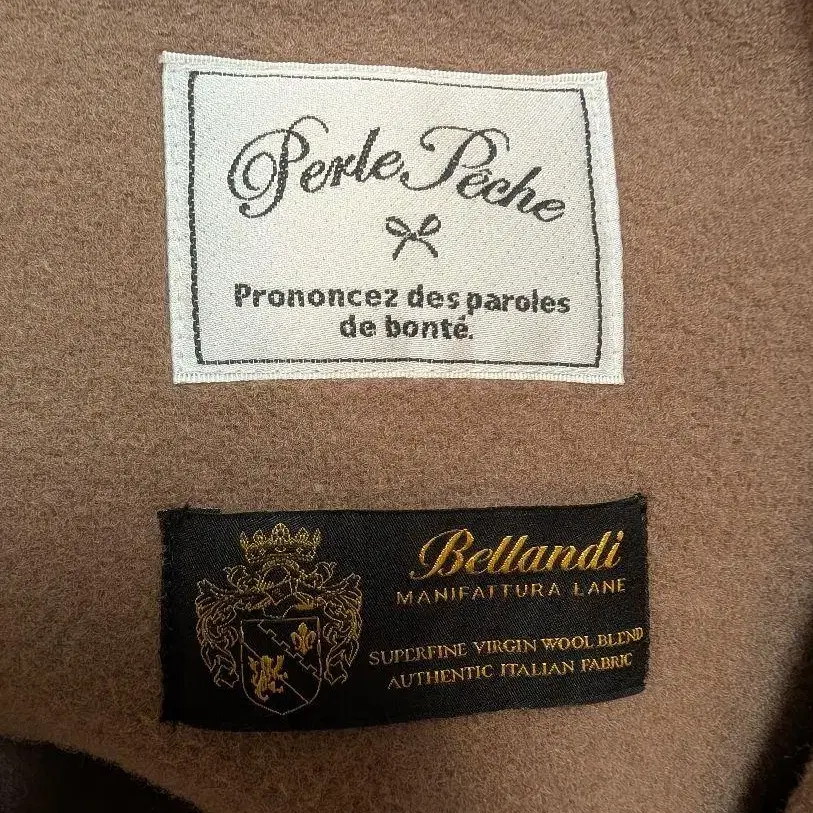 Perle Pêche
Prononcez des paroles
de bonté.
Bellandi
MANIFATTURA LANE
SUPERFINE VIRGIN WOOL BLEND
AUTHENTIC ITALIAN FABRIC